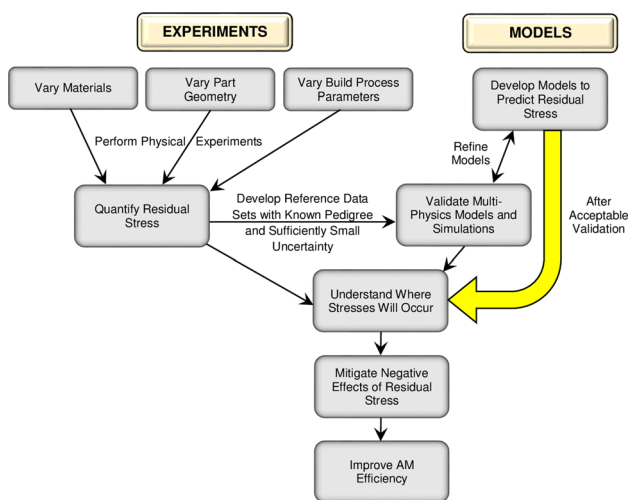 EXPERIMENTS
MODELS
Vary Materials
Vary Part
Geometry
Vary Build Process
Parameters
Develop Models to
Predict Residual
Stress
Perform Physical Experiments
Refine
Models
Quantify Residual
Stress
Develop Reference Data
Sets with Known Pedigree
and Sufficiently Small
Uncertainty
Validate Multi-
Physics Models and
Simulations
After
Acceptable
Validation
Understand Where
Stresses Will Occur
Mitigate Negative
Effects of Residual
Stress
Improve AM
Efficiency